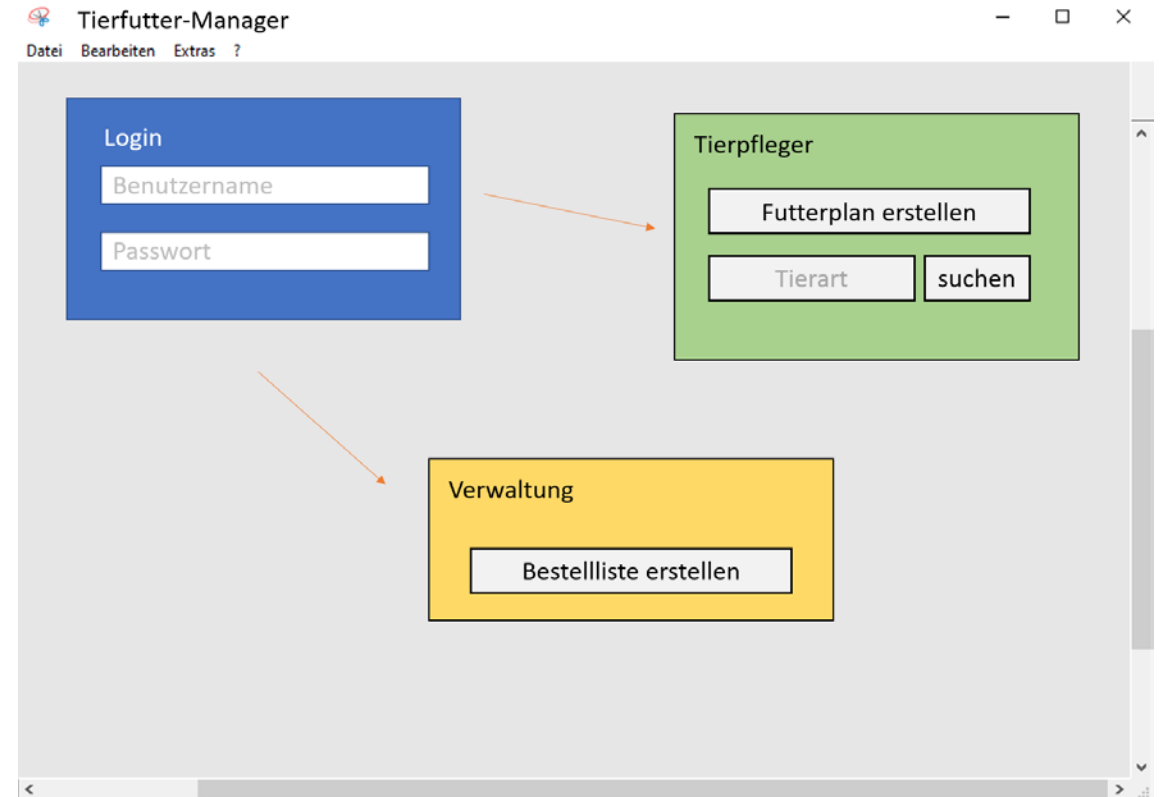 Tierfutter-Manager
Datei Bearbeiten Extras ?
Login
Benutzername
Passwort
Tierpfleger
Futterplan erstellen
Tierart suchen
Verwaltung
Bestellliste erstellen